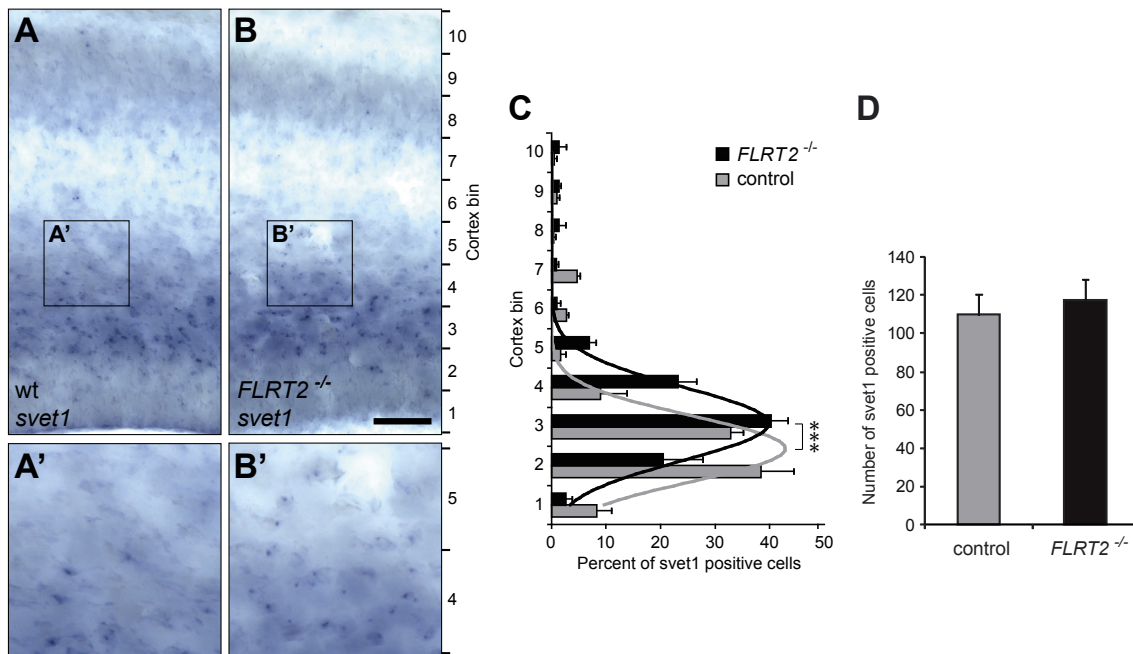 A
B
10
9
8
7
6
5
4
3
2
1
Cortex bin
A'
B'
wt
svet1
FLRT2 -/-
svet1
A'
B'
5
4
C
FLRT2 -/-
control
10
9
8
7
6
5
4
3
2
1
Cortex bin
***
0 10 20 30 40 50
Percent of svet1 positive cells
D
140
120
100
80
60
40
20
0
Number of svet1 positive cells
control FLRT2 -/-